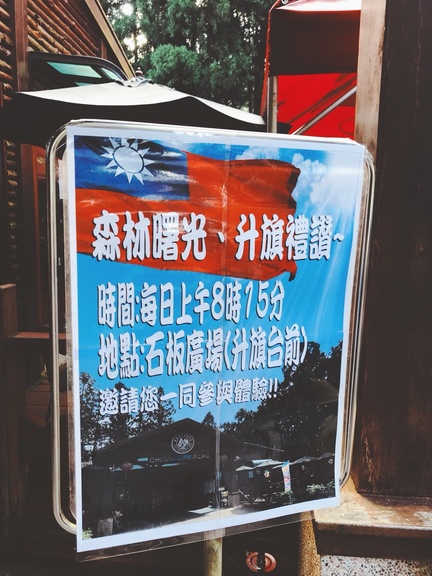 森林曙光、升旗禮讚~
時間:每日上午8時15分
地點:石板廣場(升旗台前)
邀請您一同參與體驗!!